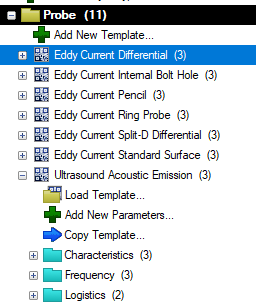 Probe (11)
Add New Template...
Eddy Current Differential (3)
Eddy Current Internal Bolt Hole (3)
Eddy Current Pencil (3)
Eddy Current Ring Probe (3)
Eddy Current Split-D Differential (3)
Eddy Current Standard Surface (3)
Ultrasound Acoustic Emission (3)
Load Template...
Add New Parameters...
Copy Template...
Characteristics (3)
Frequency (3)
Logistics (2)